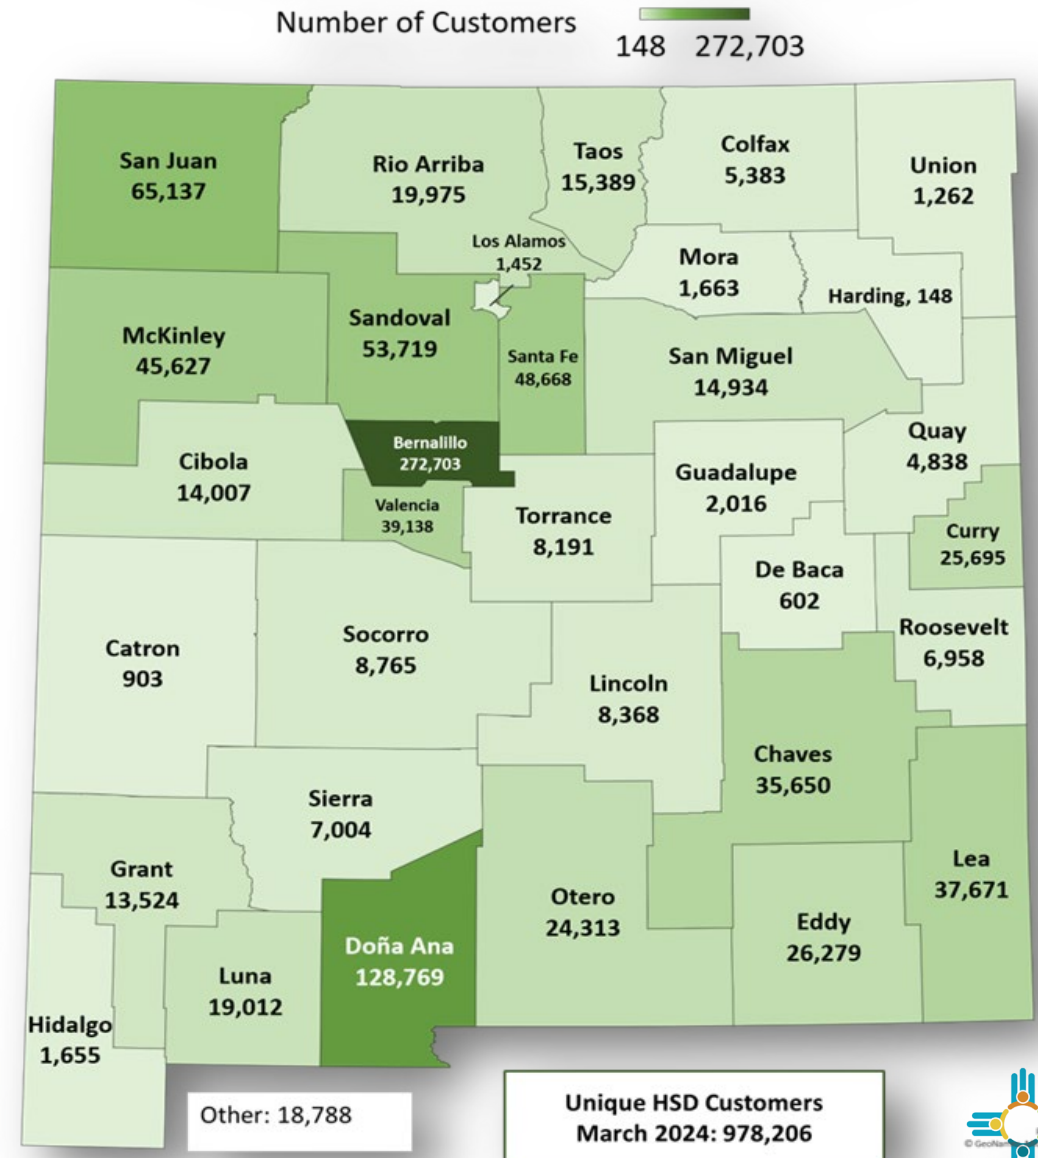 Number of Customers
148 272,703
San Juan
65,137
Rio Arriba
19,975
Taos
15,389
Colfax
5,383
Union
1,262
Los Alamos
1,452
Mora
1,663
Harding, 148
McKinley
45,627
Sandoval
53,719
Santa Fe
48,668
San Miguel
14,934
Bernalillo
272,703
Cibola
14,007
Valencia
39,138
Torrance
8,191
Guadalupe
2,016
Quay
4,838
Curry
25,695
De Baca
602
Catron
903
Socorro
8,765
Lincoln
8,368
Roosevelt
6,958
Chaves
35,650
Sierra
7,004
Grant
13,524
Otero
24,313
Lea
37,671
Eddy
26,279
Doña Ana
128,769
Luna
19,012
Hidalgo
1,655
Other: 18,788
Unique HSD Customers
March 2024: 978,206